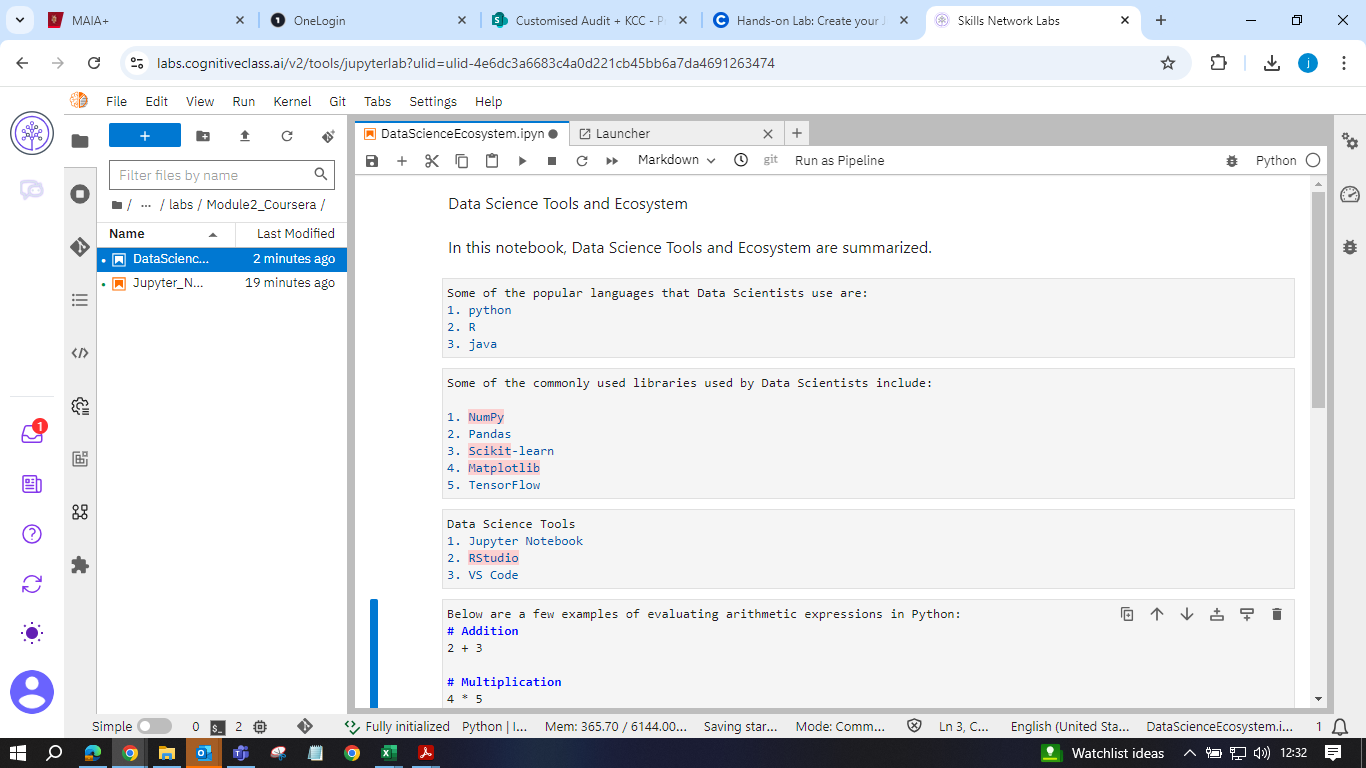 MAIA+
OneLogin
Customised Audit + KCC - P
Hands-on Lab: Create your J
Skills Network Labs
labs.cognitiveclass.ai/v2/tools/jupyterlab?ulid=ulid-4e6dc3a6683c4a0d221cb45bb6a7da4691263474
j
File Edit View Run Kernel Git Tabs Settings Help
DataScienceEcosystem.ipyn
Launcher
Filter files by name
Markdown
git
Run as Pipeline
Python
/ ... / labs / Module2_Coursera /
Name
Last Modified
DataScienc...
2 minutes ago
Jupyter_N...
19 minutes ago
Data Science Tools and Ecosystem
In this notebook, Data Science Tools and Ecosystem are summarized.
Some of the popular languages that Data Scientists use are:
1. python
2. R
3. java
Some of the commonly used libraries used by Data Scientists include:
1. NumPy
2. Pandas
3. Scikit-learn
4. Matplotlib
5. TensorFlow
Data Science Tools
1. Jupyter Notebook
2. RStudio
3. VS Code
Below are a few examples of evaluating arithmetic expressions in Python:
# Addition
2 + 3
# Multiplication
4 * 5
1
Simple
0
2
Fully initialized
Python | I...
Mem: 365.70 / 6144.00...
Saving star...
Mode: Comm...
Ln 3, C...
English (United Sta...
DataScienceEcosystem.i...
1
Watchlist ideas
12:32